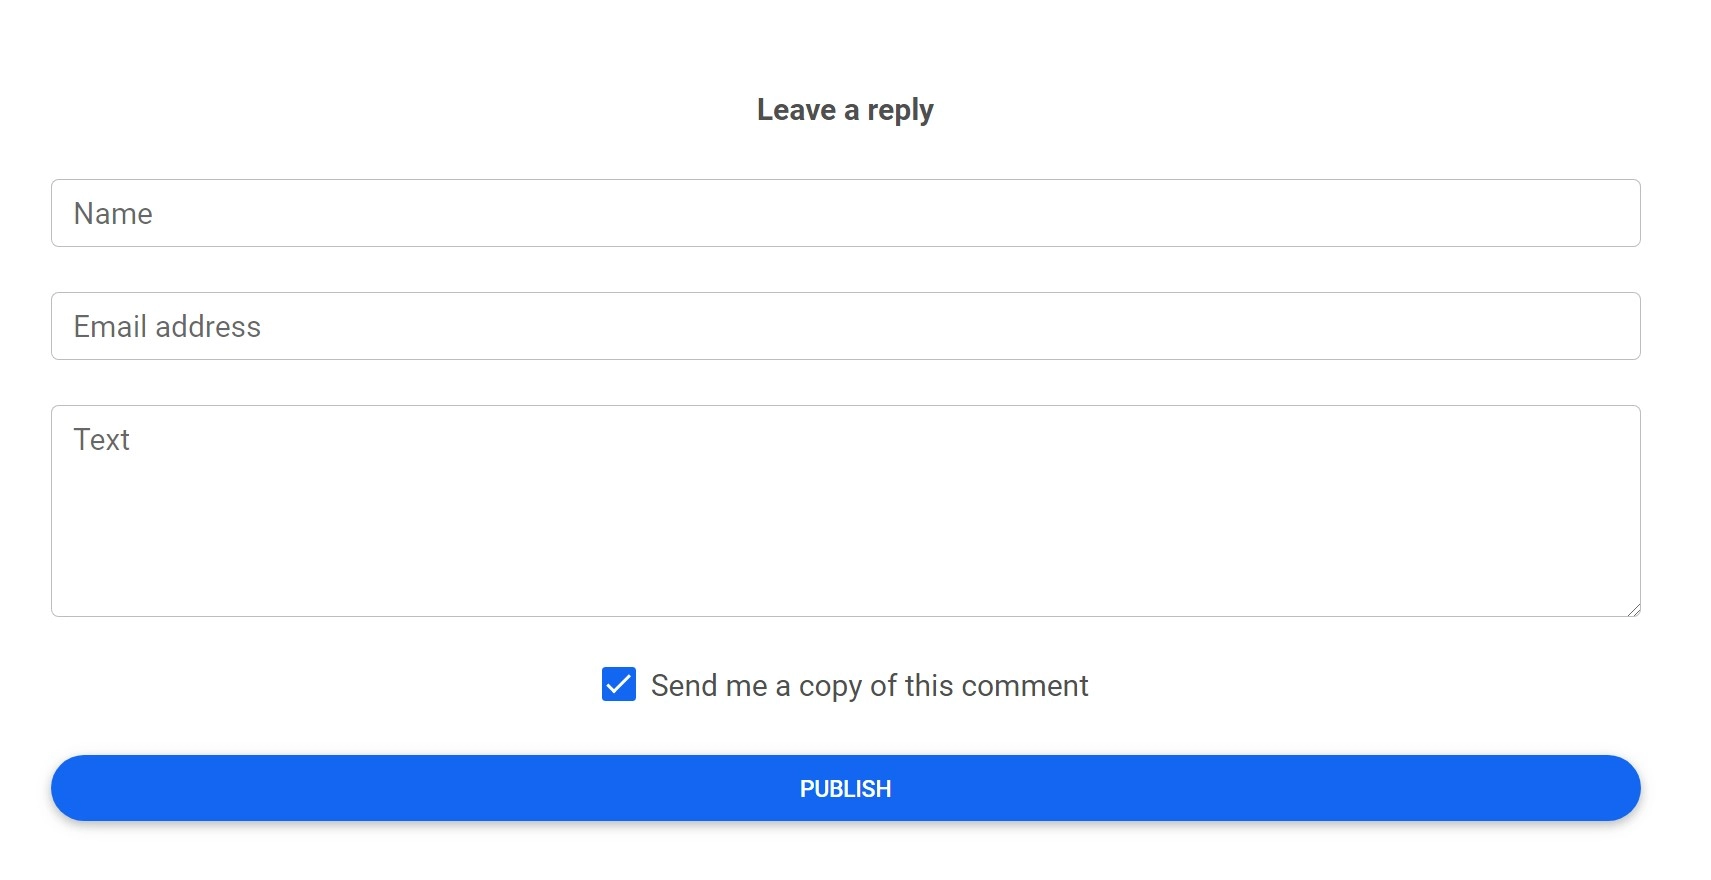 Leave a reply
Name
Email address
Text
Send me a copy of this comment
PUBLISH